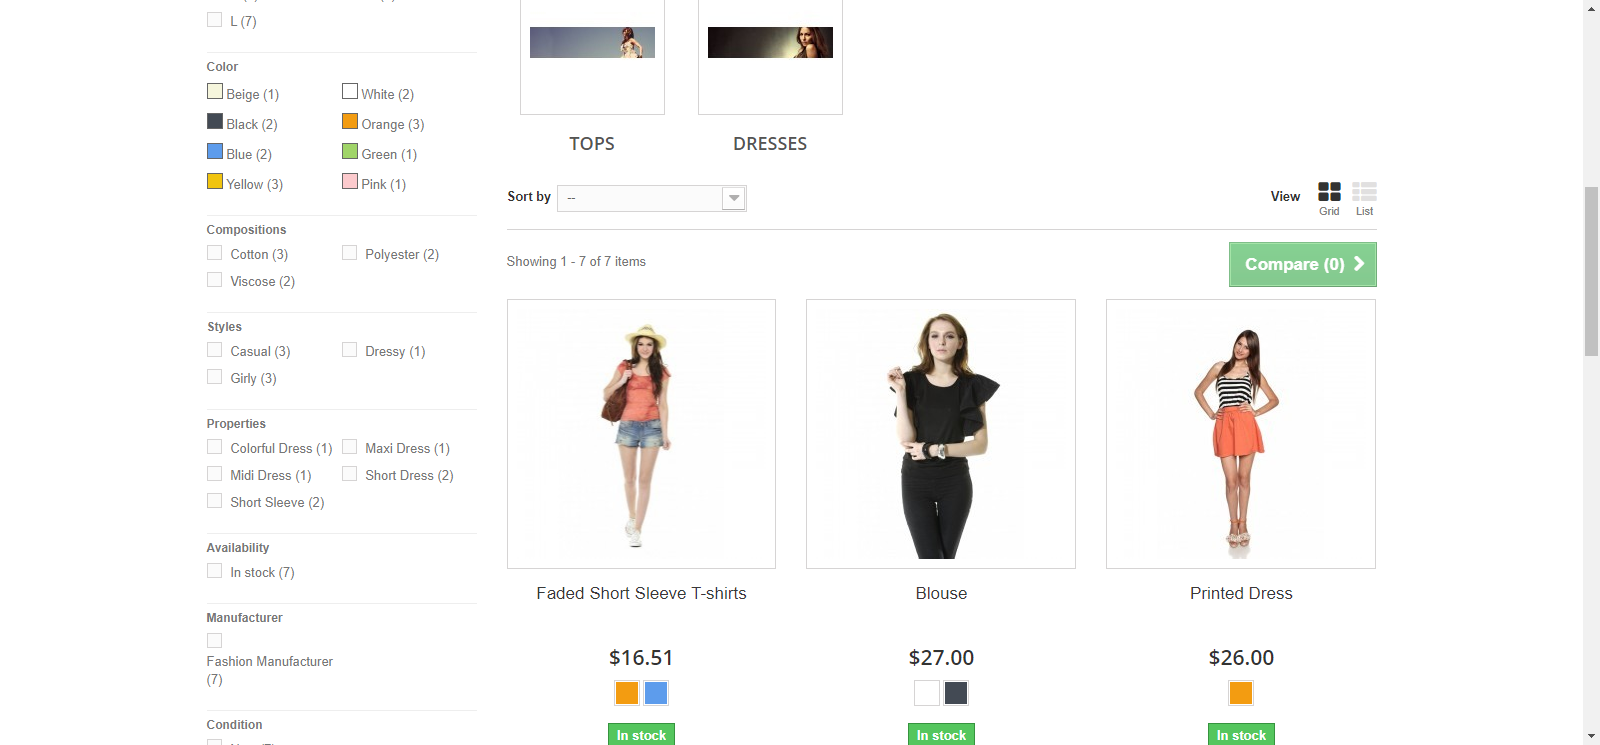 L (7)
Color
Beige (1)
White (2)
Black (2)
Orange (3)
Blue (2)
Green (1)
Yellow (3)
Pink (1)
Compositions
Cotton (3)
Polyester (2)
Viscose (2)
Styles
Casual (3)
Dressy (1)
Girly (3)
Properties
Colorful Dress (1)
Maxi Dress (1)
Midi Dress (1)
Short Dress (2)
Short Sleeve (2)
Availability
In stock (7)
Manufacturer
Fashion Manufacturer
(7)
Condition
TOPS
DRESSES
Sort by
--
View
Grid
List
Showing 1 - 7 of 7 items
Compare (0)
Faded Short Sleeve T-shirts
$16.51
In stock
Blouse
$27.00
In stock
Printed Dress
$26.00
In stock